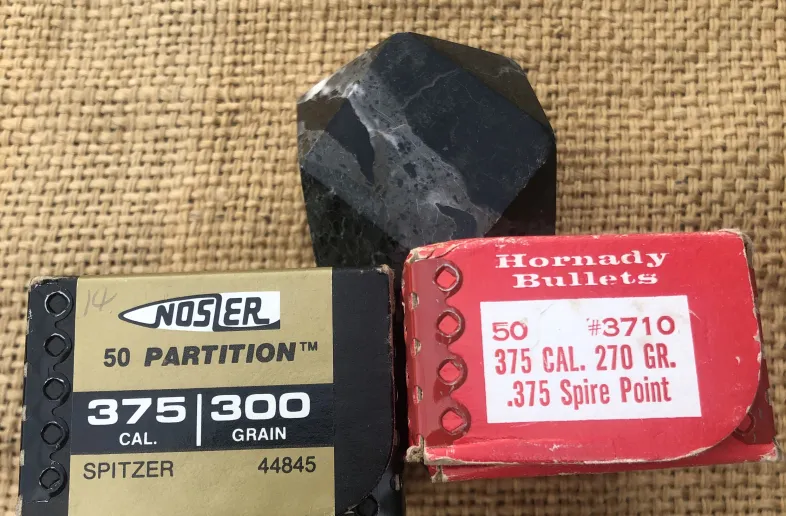 14
NOSLER
50 PARTITION™
375 | 300
CAL. GRAIN
SPITZER 44845
Hornady
Bullets
50 #3710
375 CAL. 270 GR.
.375 Spire Point